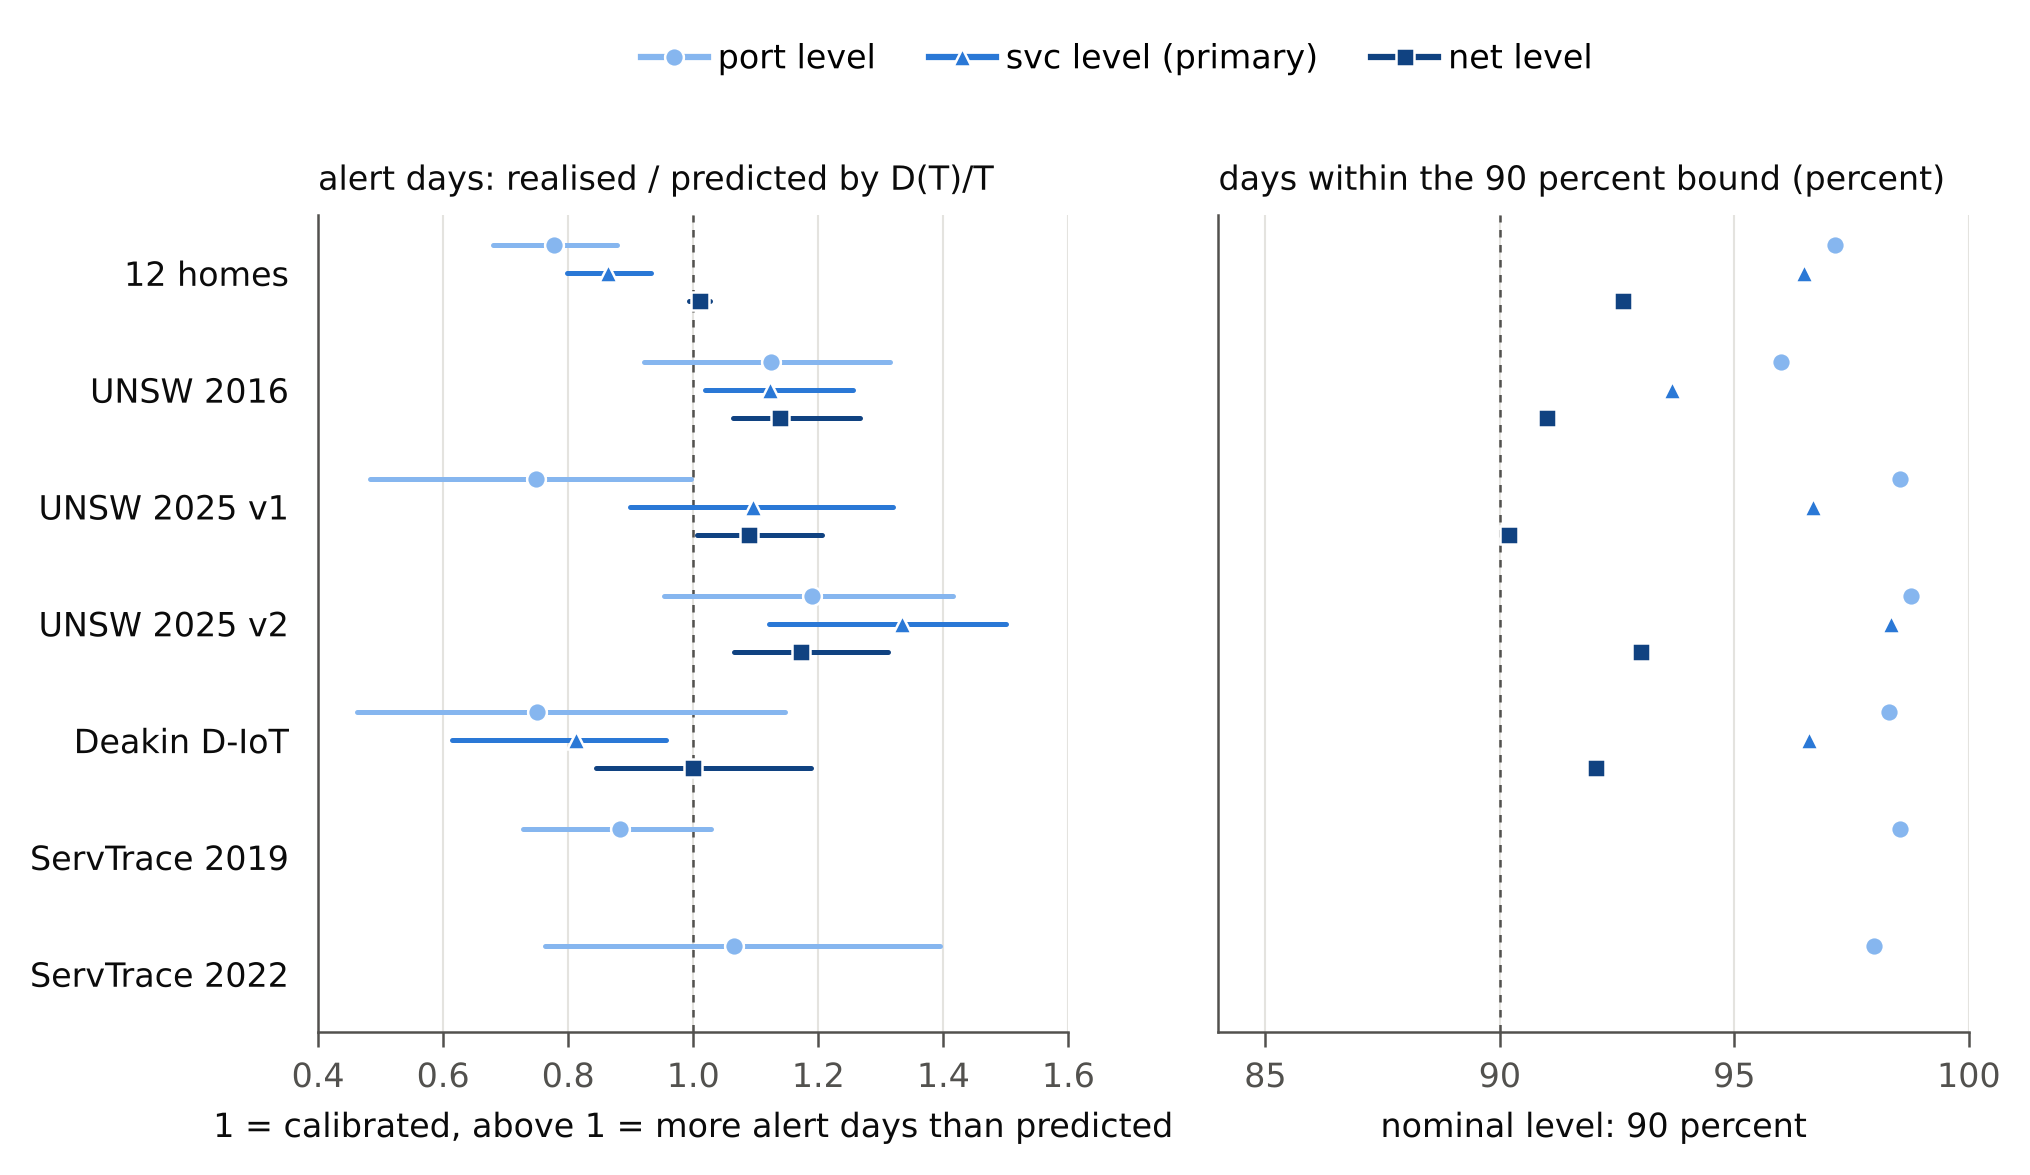 port level
svc level (primary)
net level
alert days: realised / predicted by D(T)/T
days within the 90 percent bound (percent)
12 homes
UNSW 2016
UNSW 2025 v1
UNSW 2025 v2
Deakin D-IoT
ServTrace 2019
ServTrace 2022
0.4 0.6 0.8 1.0 1.2 1.4 1.6
85 90 95 100
1 = calibrated, above 1 = more alert days than predicted
nominal level: 90 percent